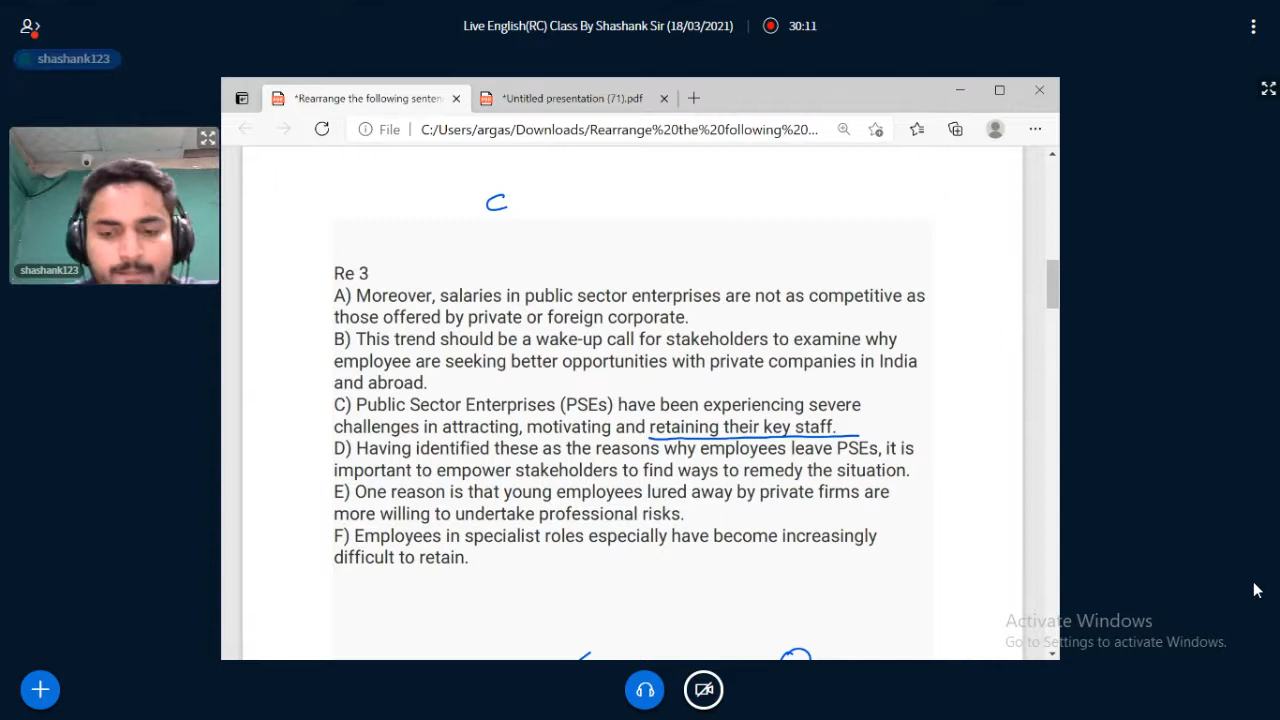 Live English(RC) Class By Shashank Sir (18/03/2021)
30:11
shashank123
*Rearrange the following senten
*Untitled presentation (71).pdf
File
C:/Users/argas/Downloads/Rearrange%20the%20following%20...
shashank123
C
Re 3
A) Moreover, salaries in public sector enterprises are not as competitive as
those offered by private or foreign corporate.
B) This trend should be a wake-up call for stakeholders to examine why
employee are seeking better opportunities with private companies in India
and abroad.
C) Public Sector Enterprises (PSEs) have been experiencing severe
challenges in attracting, motivating and retaining their key staff.
D) Having identified these as the reasons why employees leave PSEs, it is
important to empower stakeholders to find ways to remedy the situation.
E) One reason is that young employees lured away by private firms are
more willing to undertake professional risks.
F) Employees in specialist roles especially have become increasingly
difficult to retain.
Activate Windows
Go to Settings to activate Windows.